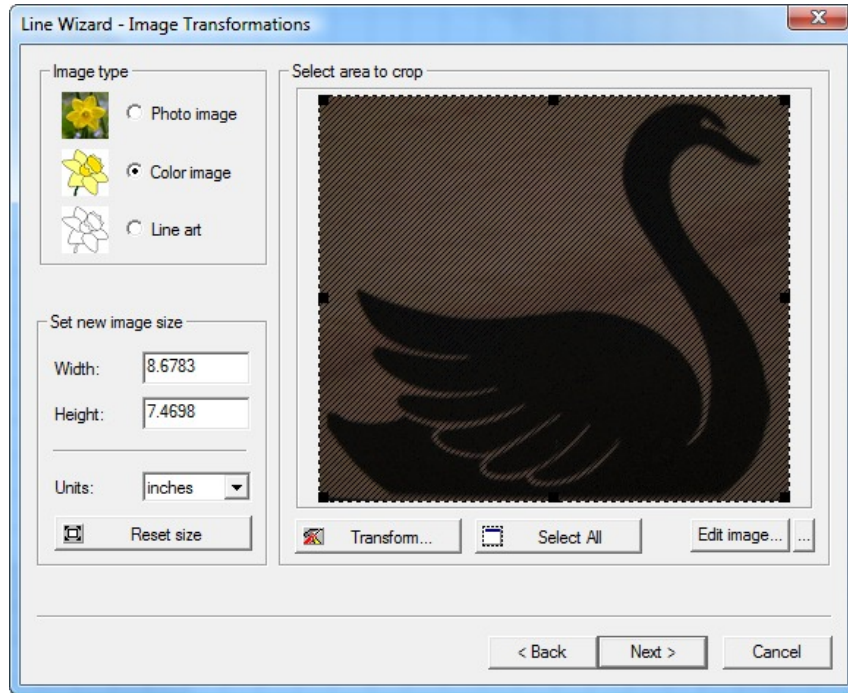 Line Wizard - Image Transformations
X
Image type
Photo image
Color image
Line art
Set new image size
Width: 8.6783
Height: 7.4698
Units: inches
Reset size
Select area to crop
Transform...
Select All
Edit image...
...
< Back
Next >
Cancel